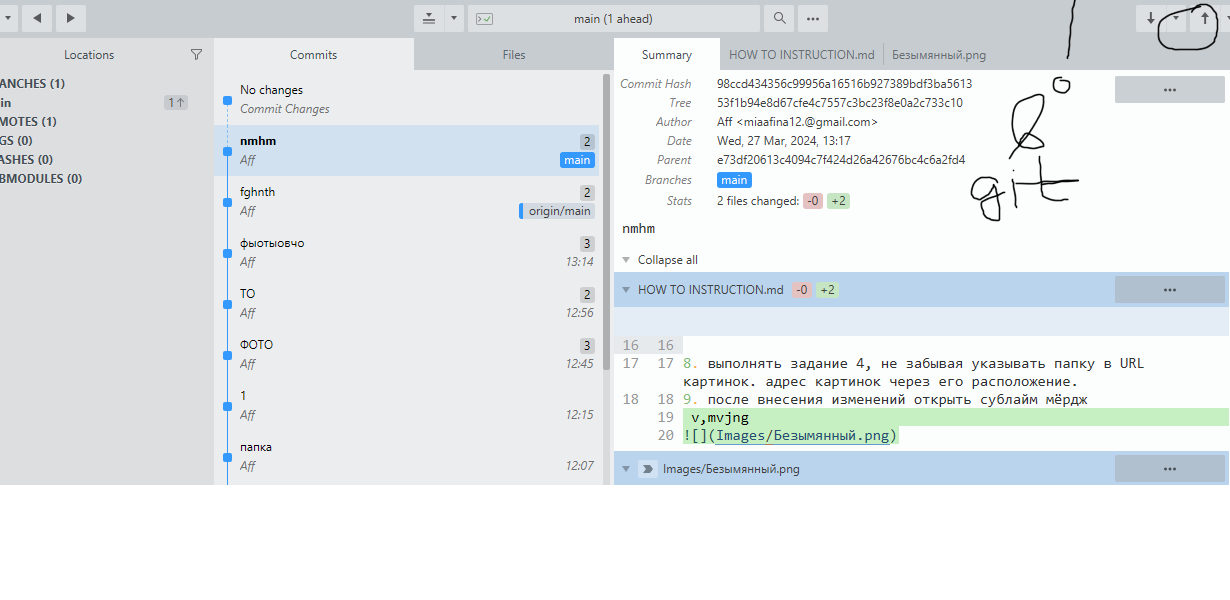 main (1 ahead)
Locations
Commits
Files
Summary
HOW TO INSTRUCTION.md
Безымянный.png
ANCHES (1)
in 1↑
MOTES (1)
GS (0)
ASHES (0)
BMODULES (0)
No changes
Commit Changes
nmhm 2
Aff main
fghnth 2
Aff origin/main
фыотыовчо 3
Aff 13:14
ТО 2
Aff 12:56
ФОТО 3
Aff 12:45
1
Aff 12:15
папка
Aff 12:07
Commit Hash 98ccd434356c99956a16516b927389bdf3ba5613
Tree 53f1b94e8d67cfe4c7557c3bc23f8e0a2c733c10
Author Aff <miaafina12.@gmail.com>
Date Wed, 27 Mar, 2024, 13:17
Parent e73df20613c4094c7f424d26a42676bc4c6a2fd4
Branches main
Stats 2 files changed: -0 +2
в
git
nmhm
Collapse all
HOW TO INSTRUCTION.md -0 +2
16 16
17 17 8. выполнять задание 4, не забывая указывать папку в URL
картинок. адрес картинок через его расположение.
18 18 9. после внесения изменений открыть сублайм мёрдж
19 v,mvjng
20 ![](Images/Безымянный.png)
Images/Безымянный.png